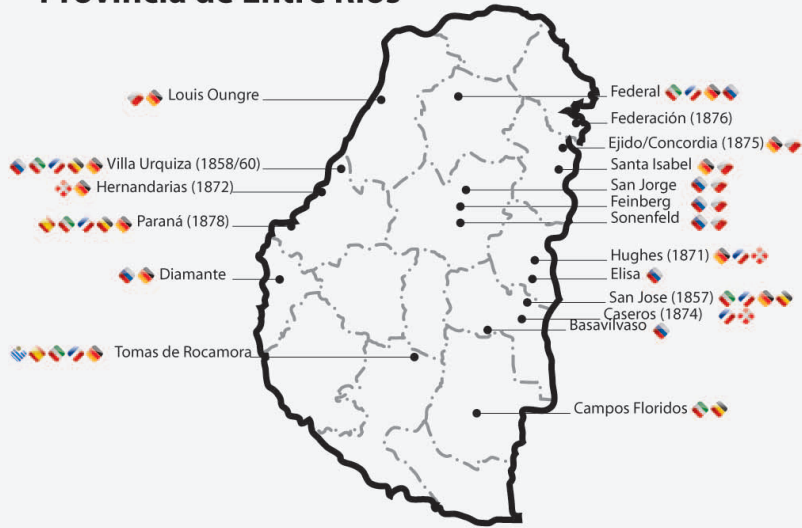 Provincia de Entre Ríos
Louis Oungre
Villa Urquiza (1858/60)
Hernandarias (1872)
Paraná (1878)
Diamante
Tomas de Rocamora
Federal
Federación (1876)
Ejido/Concordia (1875)
Santa Isabel
San Jorge
Feinberg
Sonenfeld
Hughes (1871)
Elisa
San Jose (1857)
Caseros (1874)
Basavilvaso
Campos Floridos